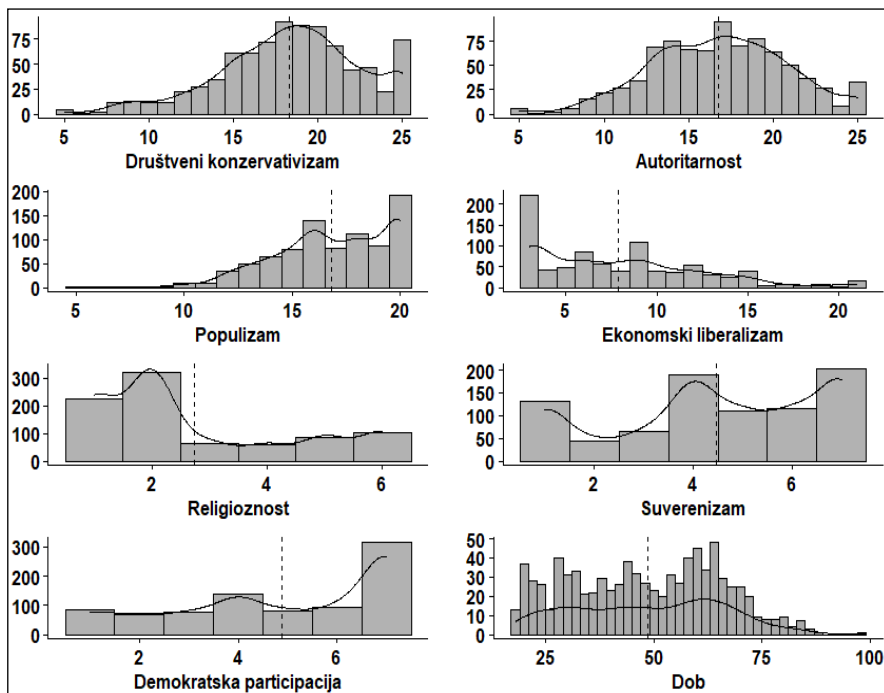 75
50
25
0
5 10 15 20 25
Društveni konzervativizam
75
50
25
0
5 10 15 20 25
Autoritarnost
200
150
100
50
0
5 10 15 20
Populizam
200
150
100
50
0
5 10 15 20
Ekonomski liberalizam
300
200
100
0
2 4 6
Religioznost
200
150
100
50
0
2 4 6
Suverenizam
300
200
100
0
2 4 6
Demokratska participacija
50
40
30
20
10
0
25 50 75 100
Dob